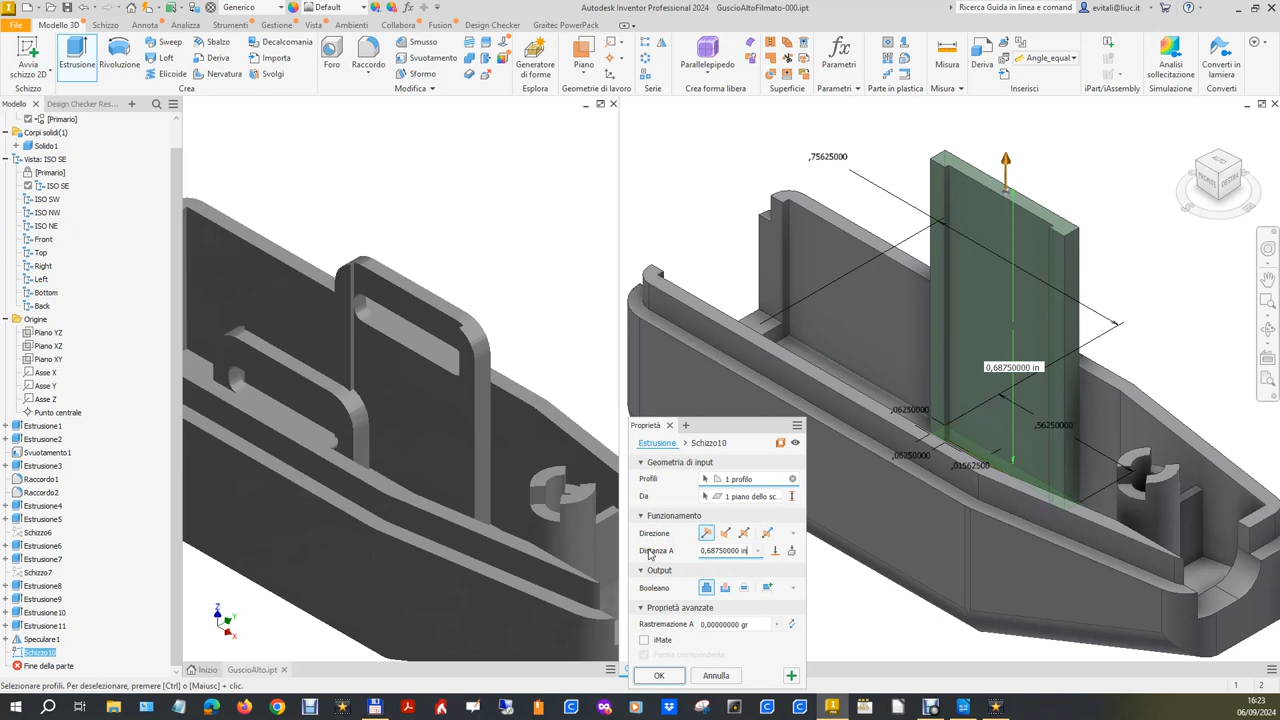 Generico
Default
Autodesk Inventor Professional 2024
GuscioAltoFilmato-000.ipt
Ricerca Guida in linea e comandi
evitali@liuc.it
File
Modello 3D
Schizzo
Annota
Analizza
Strumenti
Gestione
Vista
Ambienti
Collabora
Fusion
Design Checker
Graitec PowerPack
Avvia
schizzo 2D
Estrusione
Rivoluzione
Sweep
Loft
Elicoide
Sbalzo
Deriva
Nervatura
Decalcomania
Importa
Svolgi
Foro
Raccordo
Smusso
Svuotamento
Sformo
Generatore
di forme
Piano
Parallelepipedo
Parametri
Misura
Deriva
Angle_equal
Analisi
sollecitazione
Converti in
lamiera
Schizzo
Crea
Modifica
Esplora
Geometrie di lavoro
Serie
Crea forma libera
Superficie
Parametri
Parte in plastica
Misura
Inserisci
iPart/iAssembly
Simulazione
Converti
Modello
Design Checker Res...
[Primario]
Corpi solidi(1)
Solido1
Vista: ISO SE
[Primario]
ISO SE
ISO SW
ISO NW
ISO NE
Front
Top
Right
Left
Bottom
Back
Origine
Piano YZ
Piano XZ
Piano XY
Asse X
Asse Y
Asse Z
Punto centrale
Estrusione1
Estrusione2
Svuotamento1
Estrusione3
Raccordo1
Raccordo2
Estrusione4
Estrusione5
Schizzo6
Estrusione6
Schizzo7
Estrusione8
Estrusione9
Estrusione10
Estrusione11
Speculare1
Schizzo10
Fine della parte
Z
Y
X
Inizio
GuscioAlto.ipt
,75625000
0,68750000 in
,06250000
,56250000
,06250000
,01562500
ALTO
FRONTE
DESTRA
Proprietà
Estrusione
Schizzo10
Geometria di input
Profili
1 profilo
Da
1 piano dello sc...
Funzionamento
Direzione
Distanza A
0,68750000 in
Output
Booleano
Proprietà avanzate
Rastremazione A
0,00000000 gr
iMate
Forma corrispondente
OK
Annulla
Selezionare profili. Per deselezionare, premere [Ctrl] o [Maiusc] + clic.
1
2
16:23
06/09/2024